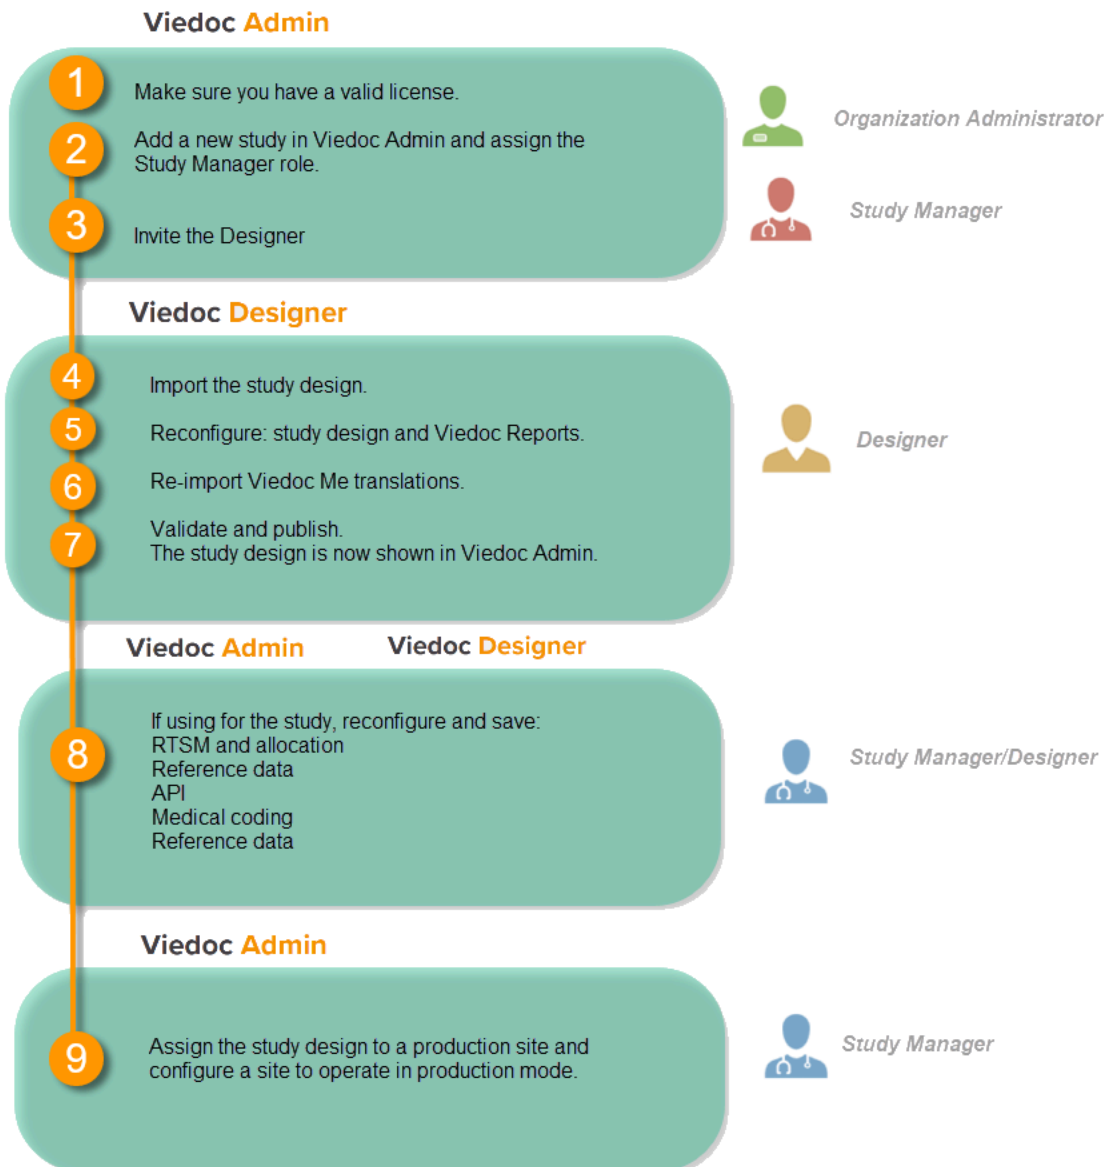 Viedoc Admin
1
Make sure you have a valid license.
2
Add a new study in Viedoc Admin and assign the
Study Manager role.
3
Invite the Designer
Organization Administrator
Study Manager
Viedoc Designer
4
Import the study design.
5
Reconfigure: study design and Viedoc Reports.
6
Re-import Viedoc Me translations.
7
Validate and publish.
The study design is now shown in Viedoc Admin.
Designer
Viedoc Admin
Viedoc Designer
8
If using for the study, reconfigure and save:
RTSM and allocation
Reference data
API
Medical coding
Reference data
Study Manager/Designer
Viedoc Admin
9
Assign the study design to a production site and
configure a site to operate in production mode.
Study Manager